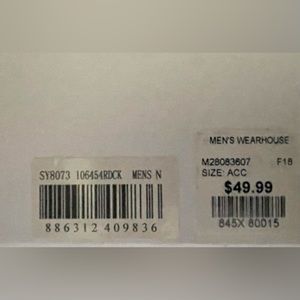 SY8073 106454RDCK MENS N
886312 409836
MEN'S WEARHOUSE
M28083607 F18
SIZE: ACC
$49.99
845X 80015